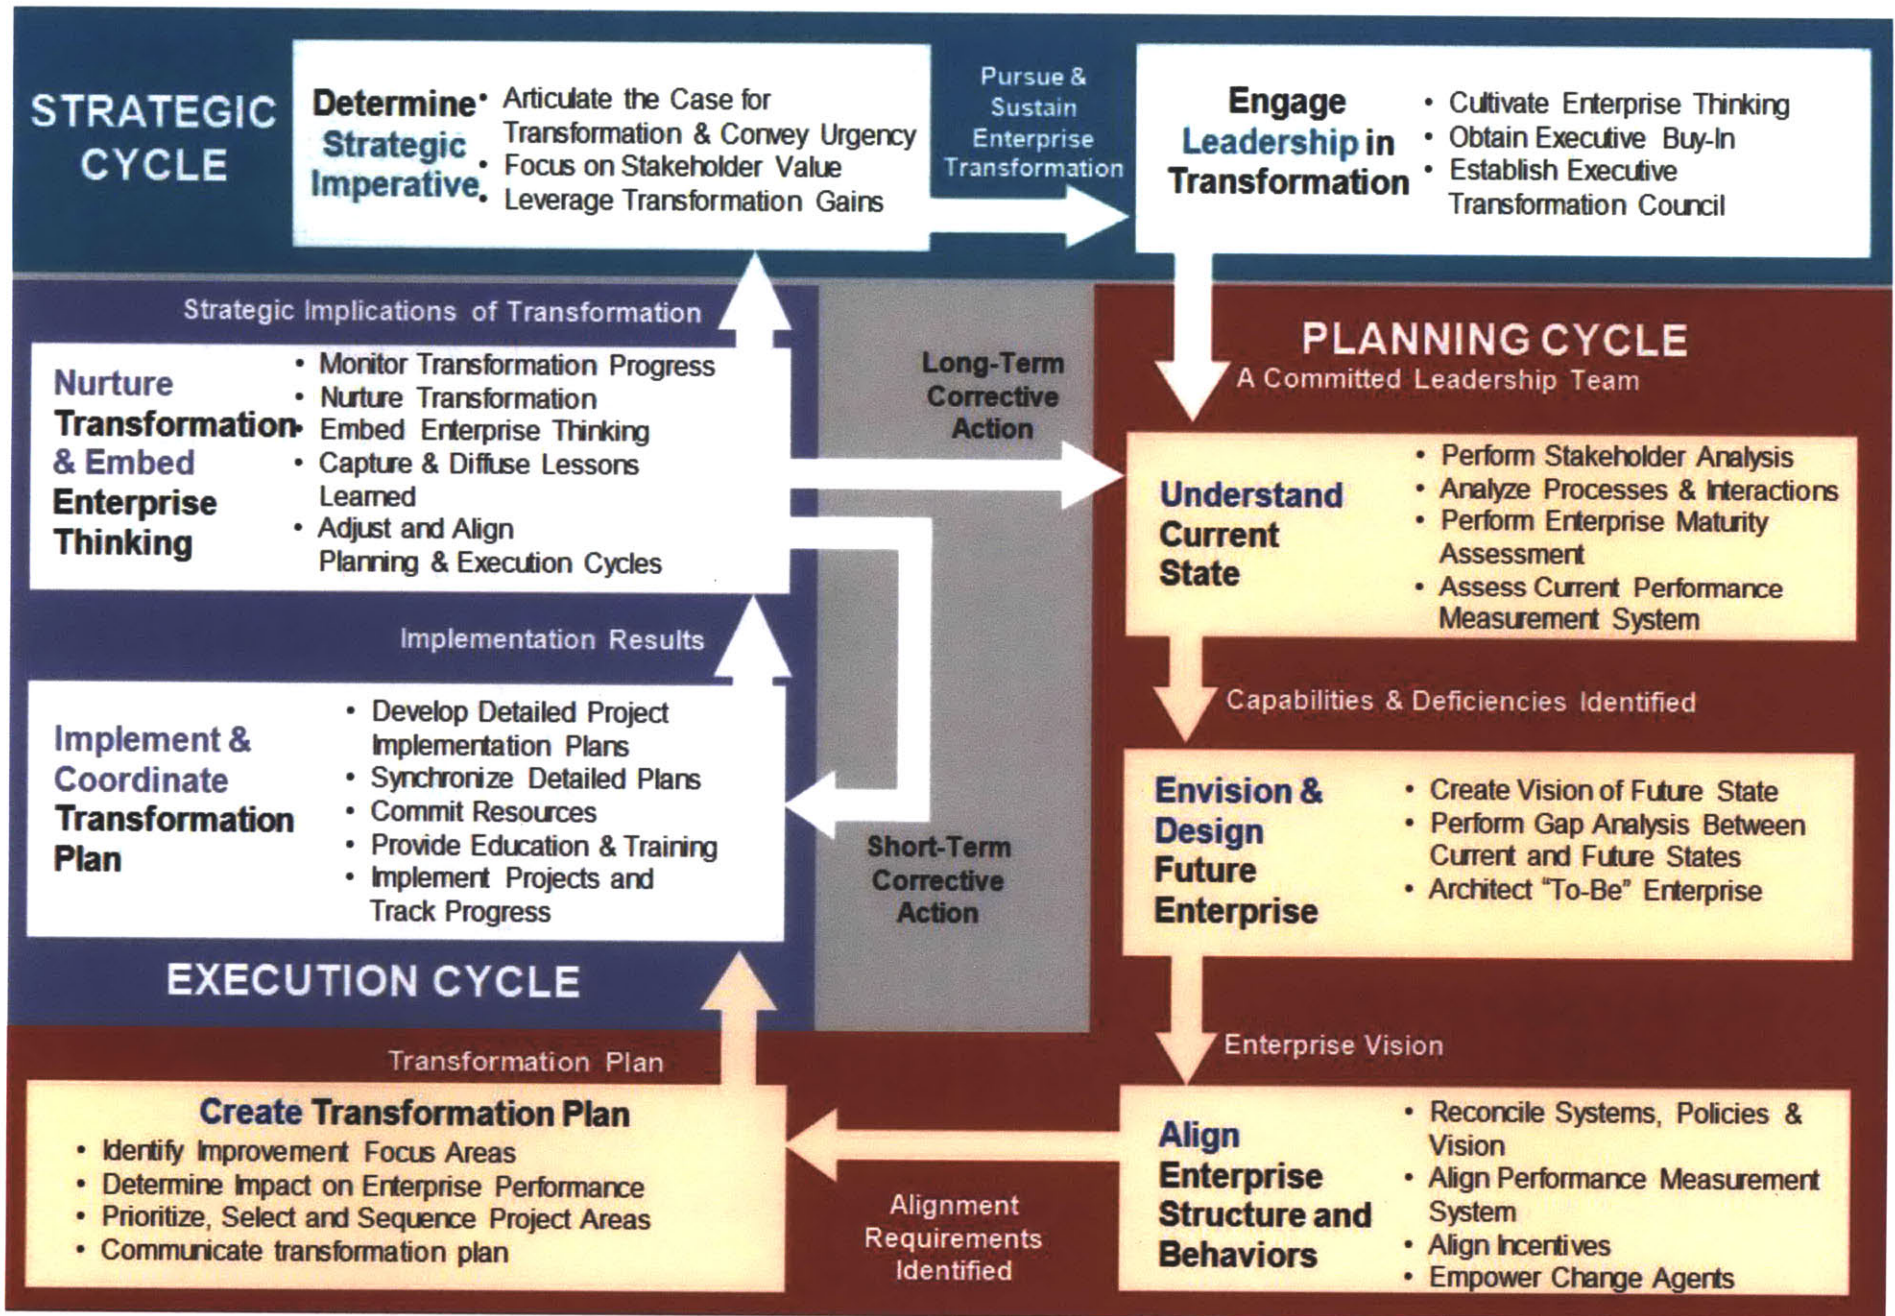 STRATEGIC
CYCLE
Determine
Strategic
Imperative
• Articulate the Case for
Transformation & Convey Urgency
• Focus on Stakeholder Value
• Leverage Transformation Gains
Pursue &
Sustain
Enterprise
Transformation
Engage
Leadership in
Transformation
• Cultivate Enterprise Thinking
• Obtain Executive Buy-In
• Establish Executive
Transformation Council
Strategic Implications of Transformation
Nurture
Transformation
& Embed
Enterprise
Thinking
• Monitor Transformation Progress
• Nurture Transformation
• Embed Enterprise Thinking
• Capture & Diffuse Lessons
Learned
• Adjust and Align
Planning & Execution Cycles
Long-Term
Corrective
Action
PLANNING CYCLE
A Committed Leadership Team
Understand
Current
State
• Perform Stakeholder Analysis
• Analyze Processes & Interactions
• Perform Enterprise Maturity
Assessment
• Assess Current Performance
Measurement System
Implementation Results
Implement &
Coordinate
Transformation
Plan
• Develop Detailed Project
Implementation Plans
• Synchronize Detailed Plans
• Commit Resources
• Provide Education & Training
• Implement Projects and
Track Progress
Short-Term
Corrective
Action
Capabilities & Deficiencies Identified
Envision &
Design
Future
Enterprise
• Create Vision of Future State
• Perform Gap Analysis Between
Current and Future States
• Architect “To-Be” Enterprise
EXECUTION CYCLE
Enterprise Vision
Transformation Plan
Create Transformation Plan
• Identify Improvement Focus Areas
• Determine Impact on Enterprise Performance
• Prioritize, Select and Sequence Project Areas
• Communicate transformation plan
Alignment
Requirements
Identified
Align
Enterprise
Structure and
Behaviors
• Reconcile Systems, Policies &
Vision
• Align Performance Measurement
System
• Align Incentives
• Empower Change Agents